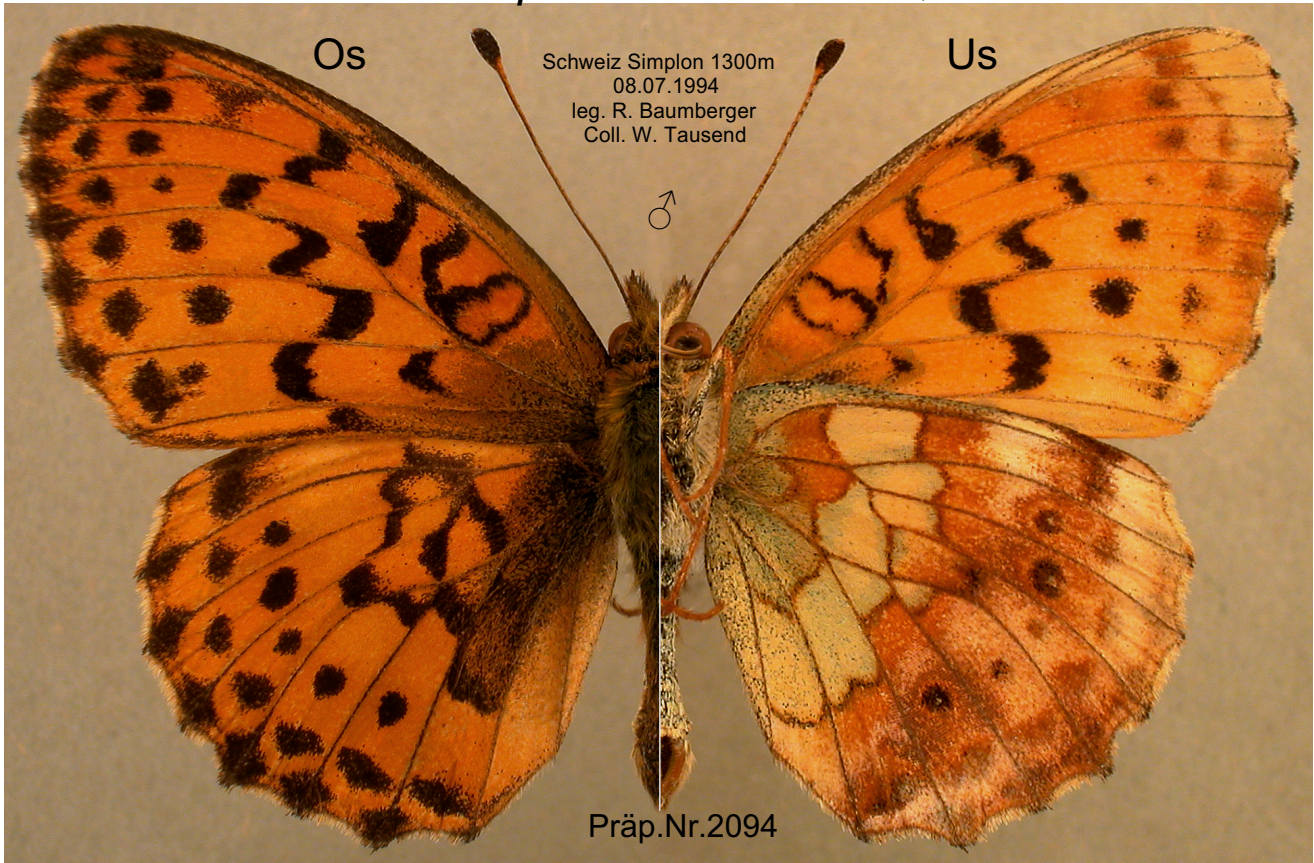 Os
Us
Schweiz Simplon 1300m
08.07.1994
leg. R. Baumberger
Coll. W. Tausend
♂
Präp.Nr.2094